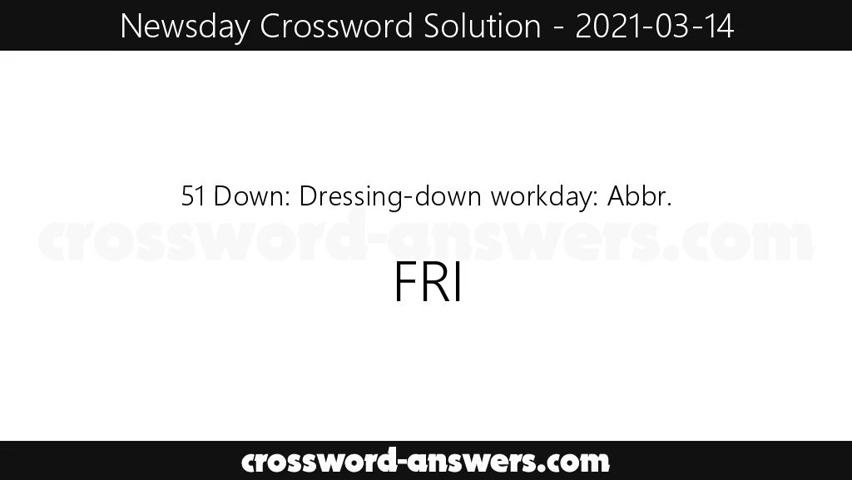 Newsday Crossword Solution - 2021-03-14
51 Down: Dressing-down workday: Abbr.
crossword-answers.com
FRI
crossword-answers.com